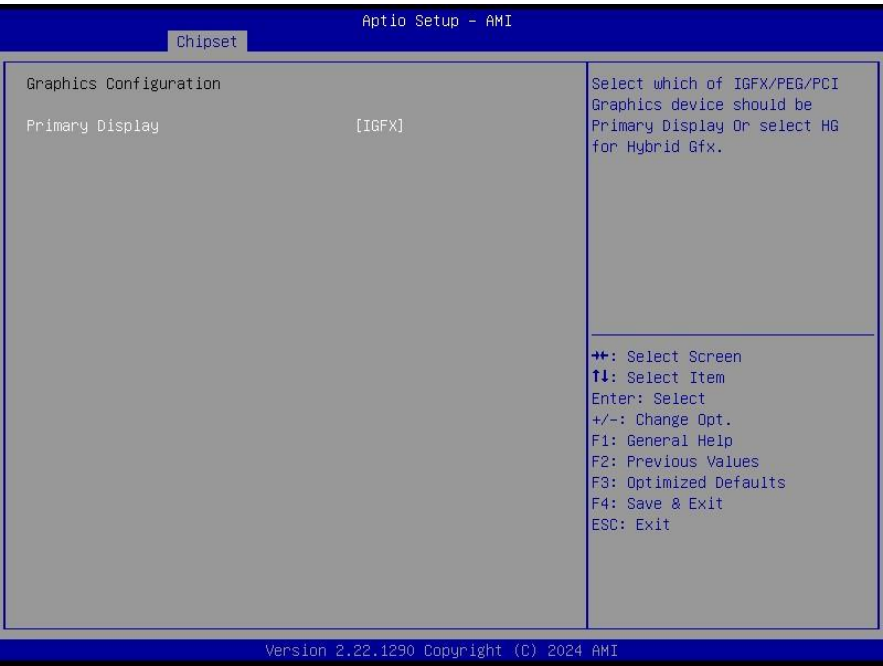 Aptio Setup – AMI
Chipset
Graphics Configuration
Primary Display [IGFX]
Select which of IGFX/PEG/PCI
Graphics device should be
Primary Display Or select HG
for Hybrid Gfx.
→←: Select Screen
↑↓: Select Item
Enter: Select
+/-: Change Opt.
F1: General Help
F2: Previous Values
F3: Optimized Defaults
F4: Save & Exit
ESC: Exit
Version 2.22.1290 Copyright (C) 2024 AMI